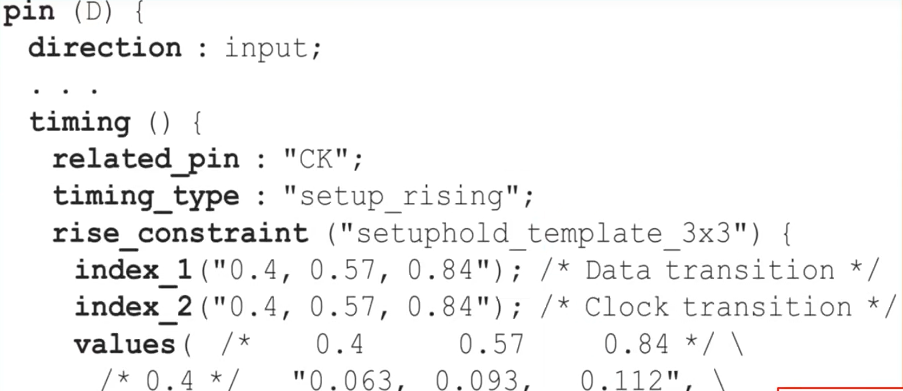 pin (D) {
direction : input;
. . .
timing () {
related_pin : "CK";
timing_type : "setup_rising";
rise_constraint ("setuphold_template_3x3") {
index_1("0.4, 0.57, 0.84"); /* Data transition */
index_2("0.4, 0.57, 0.84"); /* Clock transition */
values( /* 0.4 0.57 0.84 */ \
/* 0.4 */ "0.063, 0.093, 0.112", \